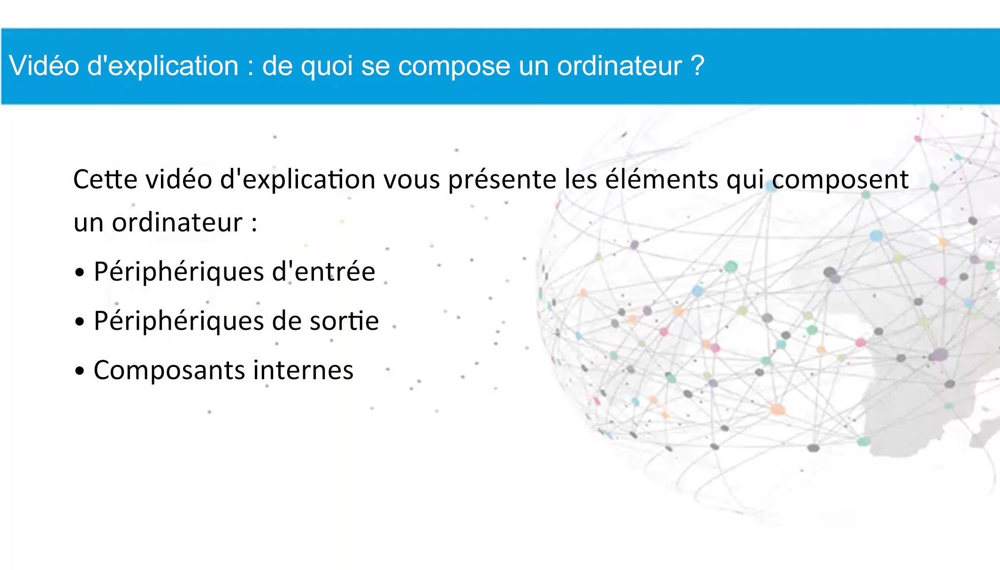 Vidéo d'explication : de quoi se compose un ordinateur ?
Cette vidéo d'explication vous présente les éléments qui composent
un ordinateur :
• Périphériques d'entrée
• Périphériques de sortie
• Composants internes